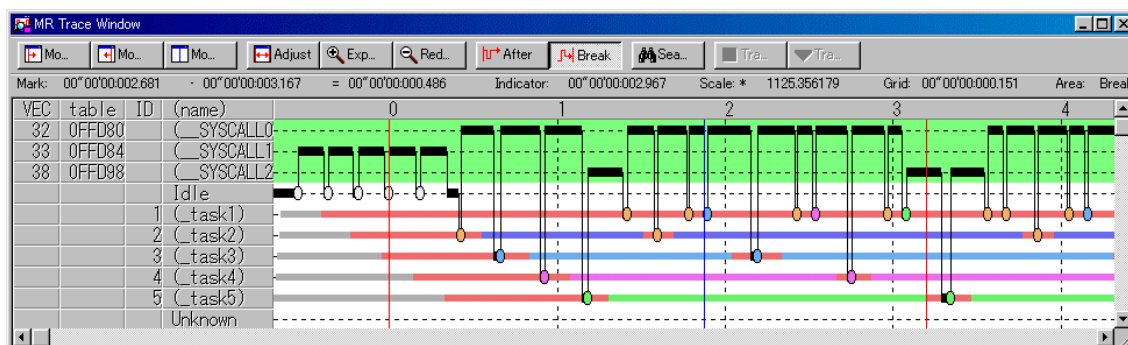 MR Trace Window
Mo... Mo... Mo... Adjust Exp... Red... After Break Sea... Tra... Tra...
Mark: 00"00'00:002.681 - 00"00'00:003.167 = 00"00'00:000.486 Indicator: 00"00'00:002.967 Scale: * 1125.356179 Grid: 00"00'00:000.151 Area: Break
VEC table ID (name) 0 1 2 3 4
32 0FFD80 (__SYSCALL0
33 0FFD84 (__SYSCALL1
38 0FFD98 (__SYSCALL2
Idle
1 (_task1)
2 (_task2)
3 (_task3)
4 (_task4)
5 (_task5)
Unknown